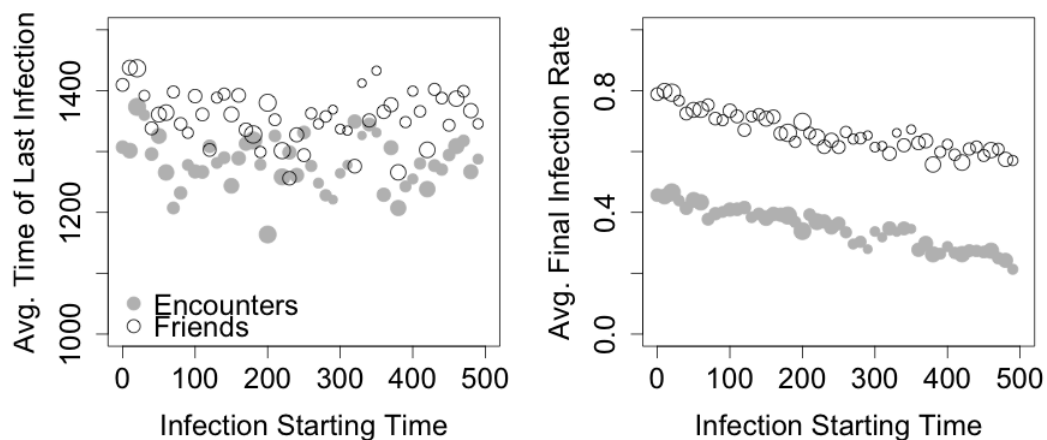 Avg. Time of Last Infection
1400
1200
1000
Encounters
Friends
0 100 200 300 400 500
Infection Starting Time
Avg. Final Infection Rate
0.8
0.4
0.0
0 100 200 300 400 500
Infection Starting Time